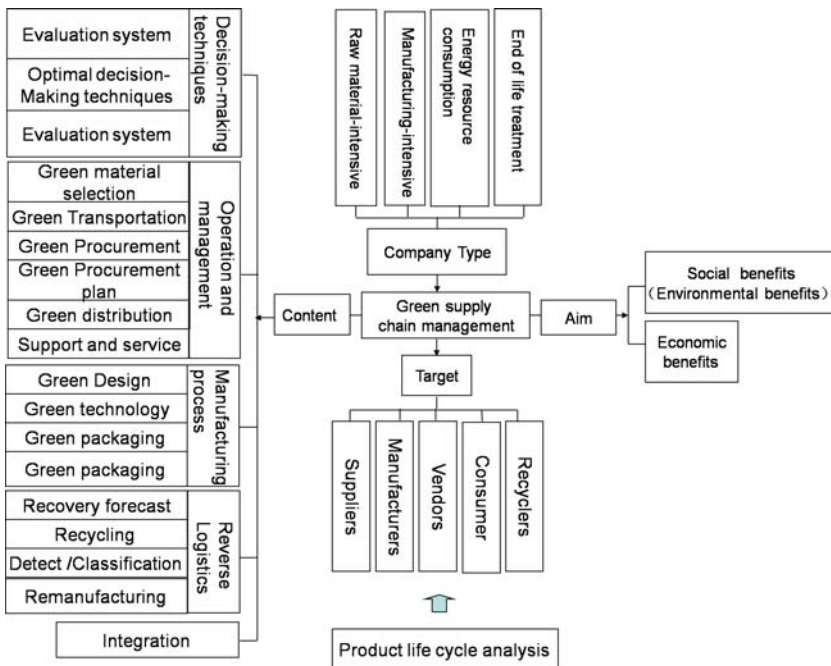 Evaluation system
Optimal decision-
Making techniques
Evaluation system
Decision-making
techniques
Green material
selection
Green Transportation
Green Procurement
Green Procurement
plan
Green distribution
Support and service
Operation and
management
Green Design
Green technology
Green packaging
Green packaging
Manufacturing
process
Recovery forecast
Recycling
Detect /Classification
Remanufacturing
Reverse
Logistics
Integration
Content
Raw material-intensive
Manufacturing-intensive
Energy resource
consumption
End of life treatment
Company Type
Green supply
chain management
Target
Suppliers
Manufacturers
Vendors
Consumer
Recyclers
Product life cycle analysis
Aim
Social benefits
(Environmental benefits)
Economic
benefits